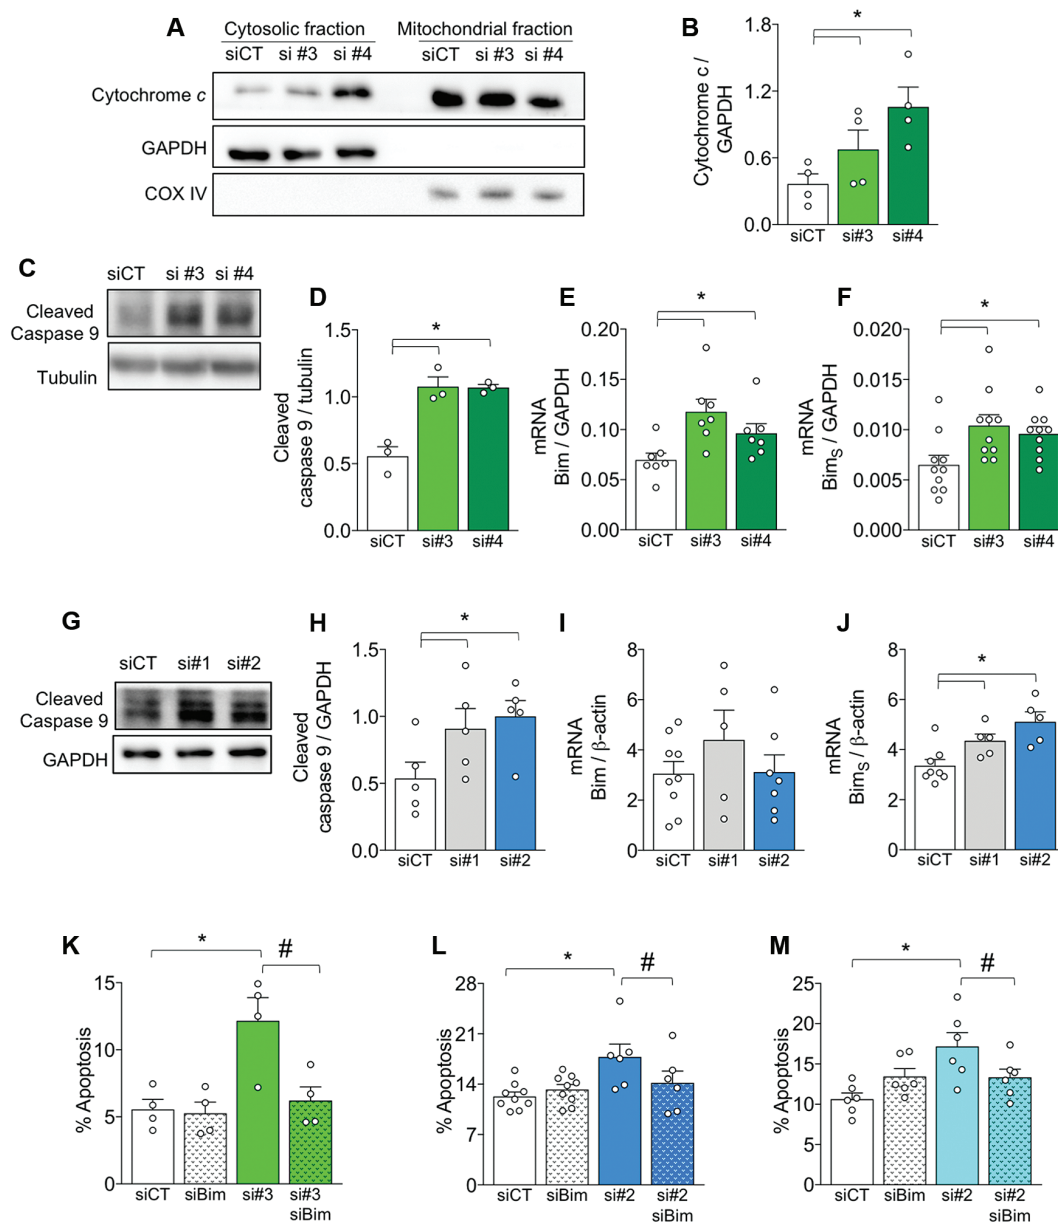 A
Cytosolic fraction
Mitochondrial fraction
siCT si #3 si #4
siCT si #3 si #4
Cytochrome c
GAPDH
COX IV
B
*
Cytochrome c /
GAPDH
1.8
1.2
0.6
0.0
siCT si#3 si#4
C
siCT si #3 si #4
Cleaved
Caspase 9
Tubulin
D
*
Cleaved
caspase 9 / tubulin
1.5
1.0
0.5
0.0
siCT si#3 si#4
E
*
mRNA
Bim / GAPDH
0.20
0.15
0.10
0.05
0.00
siCT si#3 si#4
F
*
mRNA
BimS / GAPDH
0.020
0.015
0.010
0.005
0.000
siCT si#3 si#4
G
siCT si#1 si#2
Cleaved
Caspase 9
GAPDH
H
*
Cleaved
caspase 9 / GAPDH
1.5
1.0
0.5
0.0
siCT si#1 si#2
I
mRNA
Bim / β-actin
8
6
4
2
0
siCT si#1 si#2
J
*
mRNA
BimS / β-actin
8
6
4
2
0
siCT si#1 si#2
K
* #
% Apoptosis
15
10
5
0
siCT siBim si#3 si#3
siBim
L
* #
% Apoptosis
28
21
14
7
0
siCT siBim si#2 si#2
siBim
M
* #
% Apoptosis
25
20
15
10
5
0
siCT siBim si#2 si#2
siBim